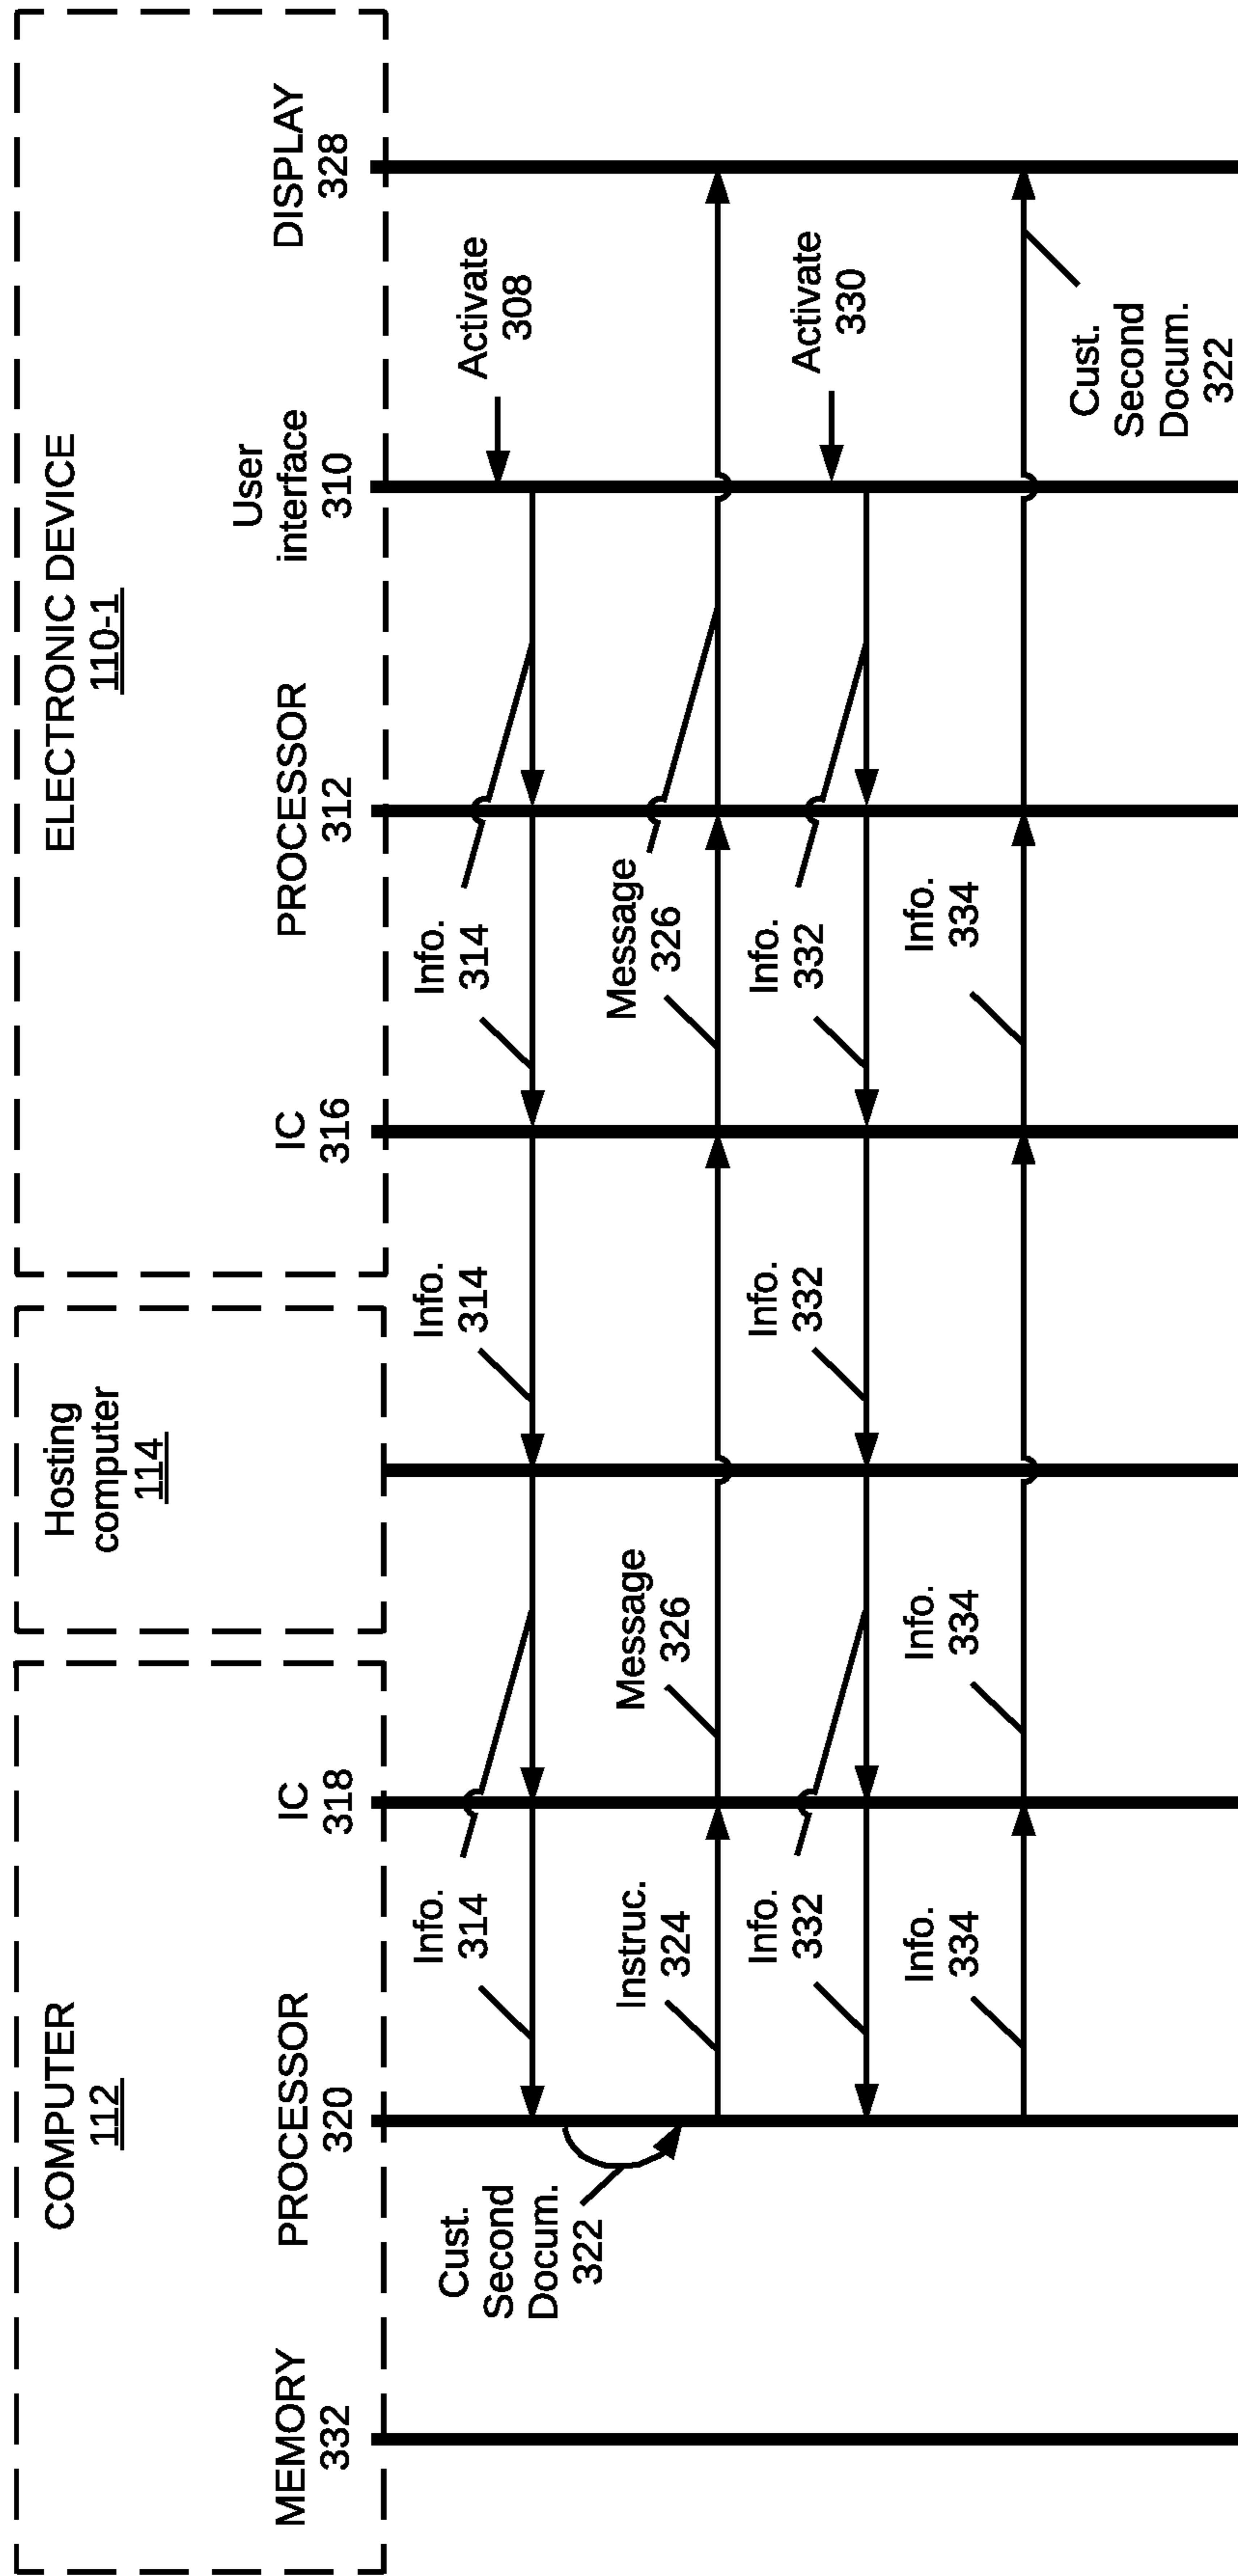 COMPUTER
112
Hosting
computer
114
ELECTRONIC DEVICE
110-1
MEMORY
332
PROCESSOR
320
IC
318
IC
316
PROCESSOR
312
User
interface
310
DISPLAY
328
Activate
308
Info.
314
Info.
314
Info.
314
Cust.
Second
Docum.
322
Instruc.
324
Message
326
Message
326
Activate
330
Info.
332
Info.
332
Info.
332
Info.
334
Info.
334
Info.
334
Cust.
Second
Docum.
322